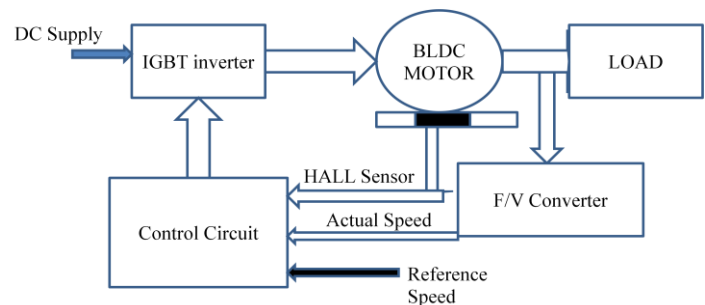 DC Supply
IGBT inverter
BLDC
MOTOR
LOAD
HALL Sensor
F/V Converter
Actual Speed
Control Circuit
Reference
Speed